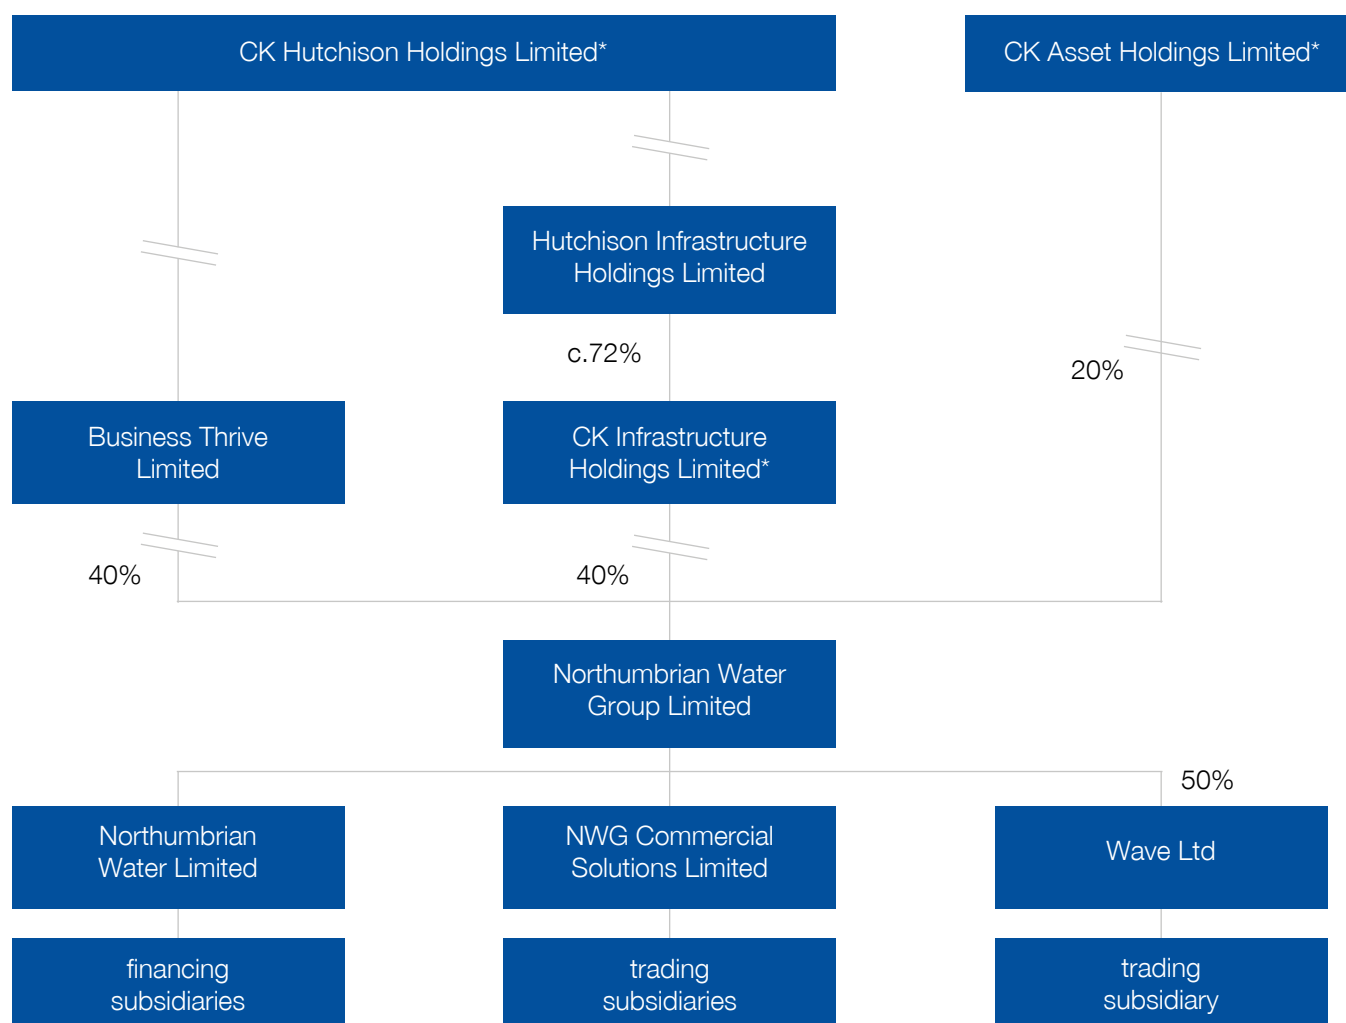 CK Hutchison Holdings Limited*
CK Asset Holdings Limited*
Hutchison Infrastructure
Holdings Limited
c.72%
20%
Business Thrive
Limited
CK Infrastructure
Holdings Limited*
40%
40%
Northumbrian Water
Group Limited
50%
Northumbrian
Water Limited
NWG Commercial
Solutions Limited
Wave Ltd
financing
subsidiaries
trading
subsidiaries
trading
subsidiary